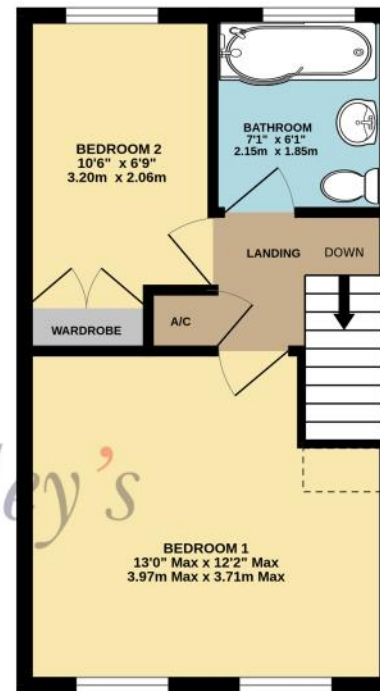 BATHROOM
7'1" x 6'1"
2.15m x 1.85m
BEDROOM 2
10'6" x 6'9"
3.20m x 2.06m
LANDING
DOWN
WARDROBE
A/C
ey's
BEDROOM 1
13'0" Max x 12'2" Max
3.97m Max x 3.71m Max